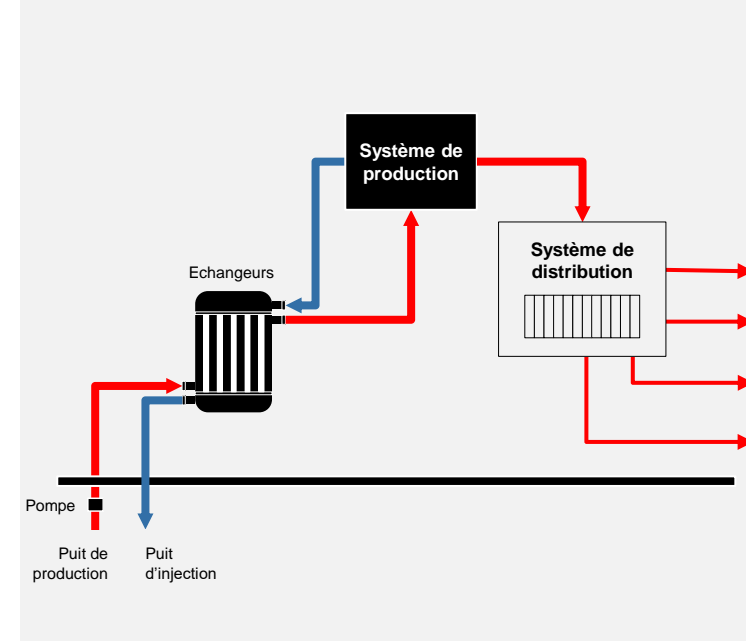 Système de
production
Système de
distribution
Echangeurs
Pompe
Puit de
production
Puit
d'injection